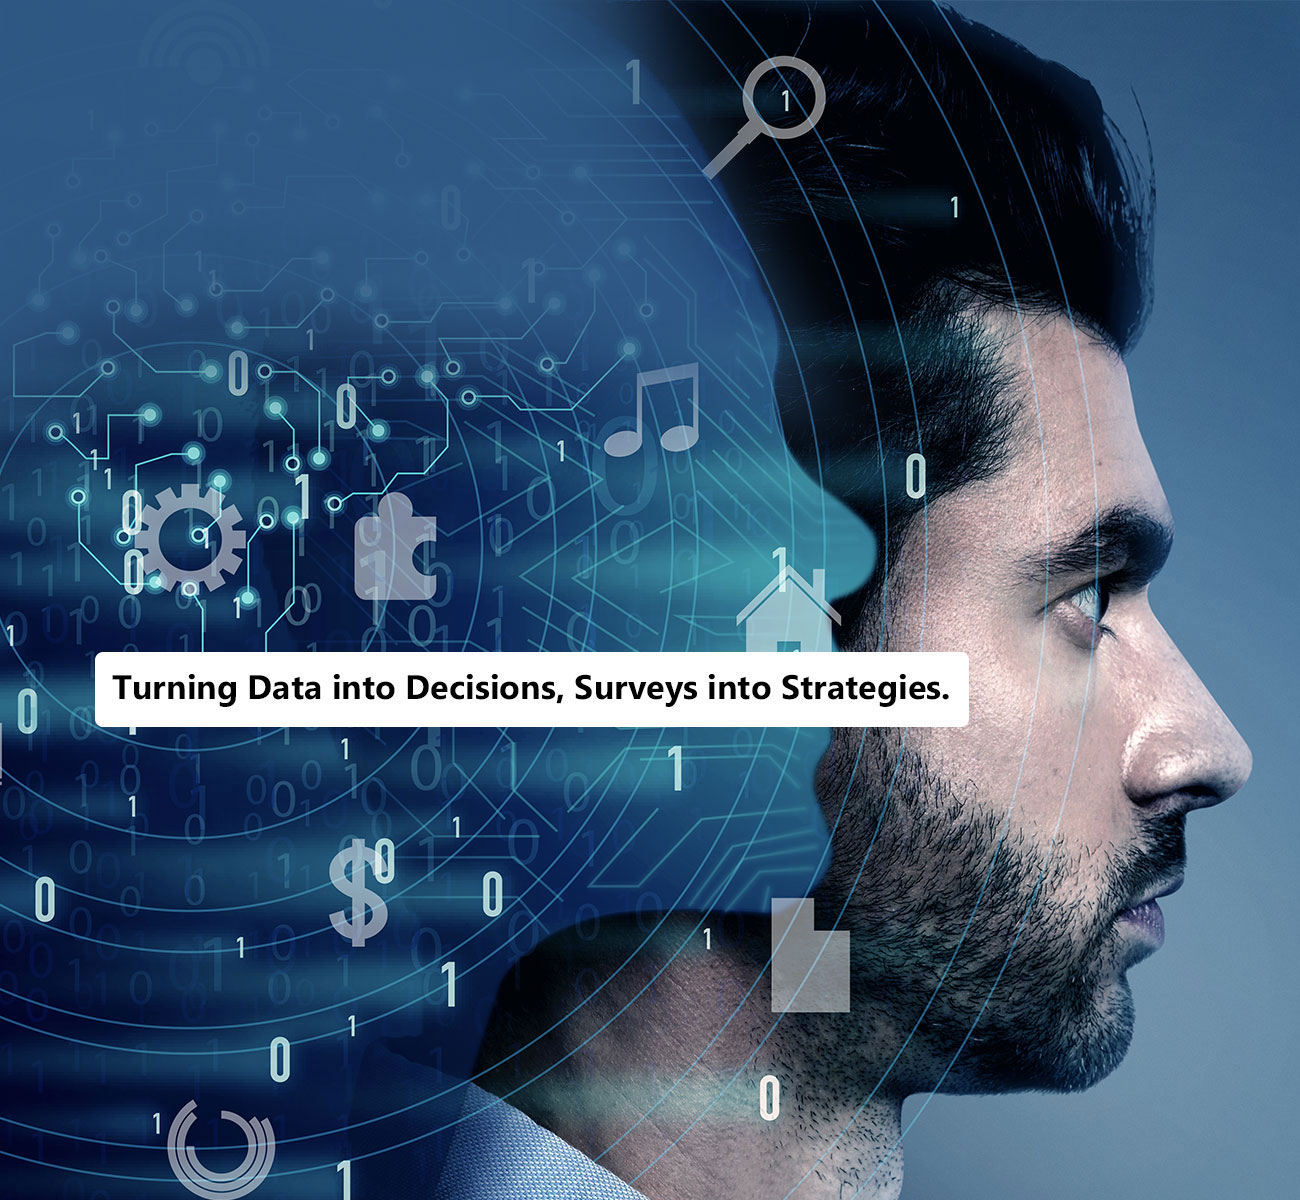 Turning Data into Decisions, Surveys into Strategies.